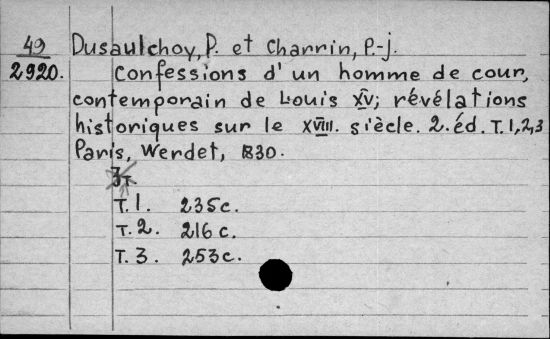 49 Dusaulchoy, P. et Charrin, P.-j.
2920. Confessions d'un homme de cour,
contemporain de Louis XV; révélations
historiques sur le XVIII. siècle. 2. éd. T. 1,2,3
Paris, Werdet, 1830.
3T
T. 1. 235c.
T. 2. 216 c.
T. 3. 253c.